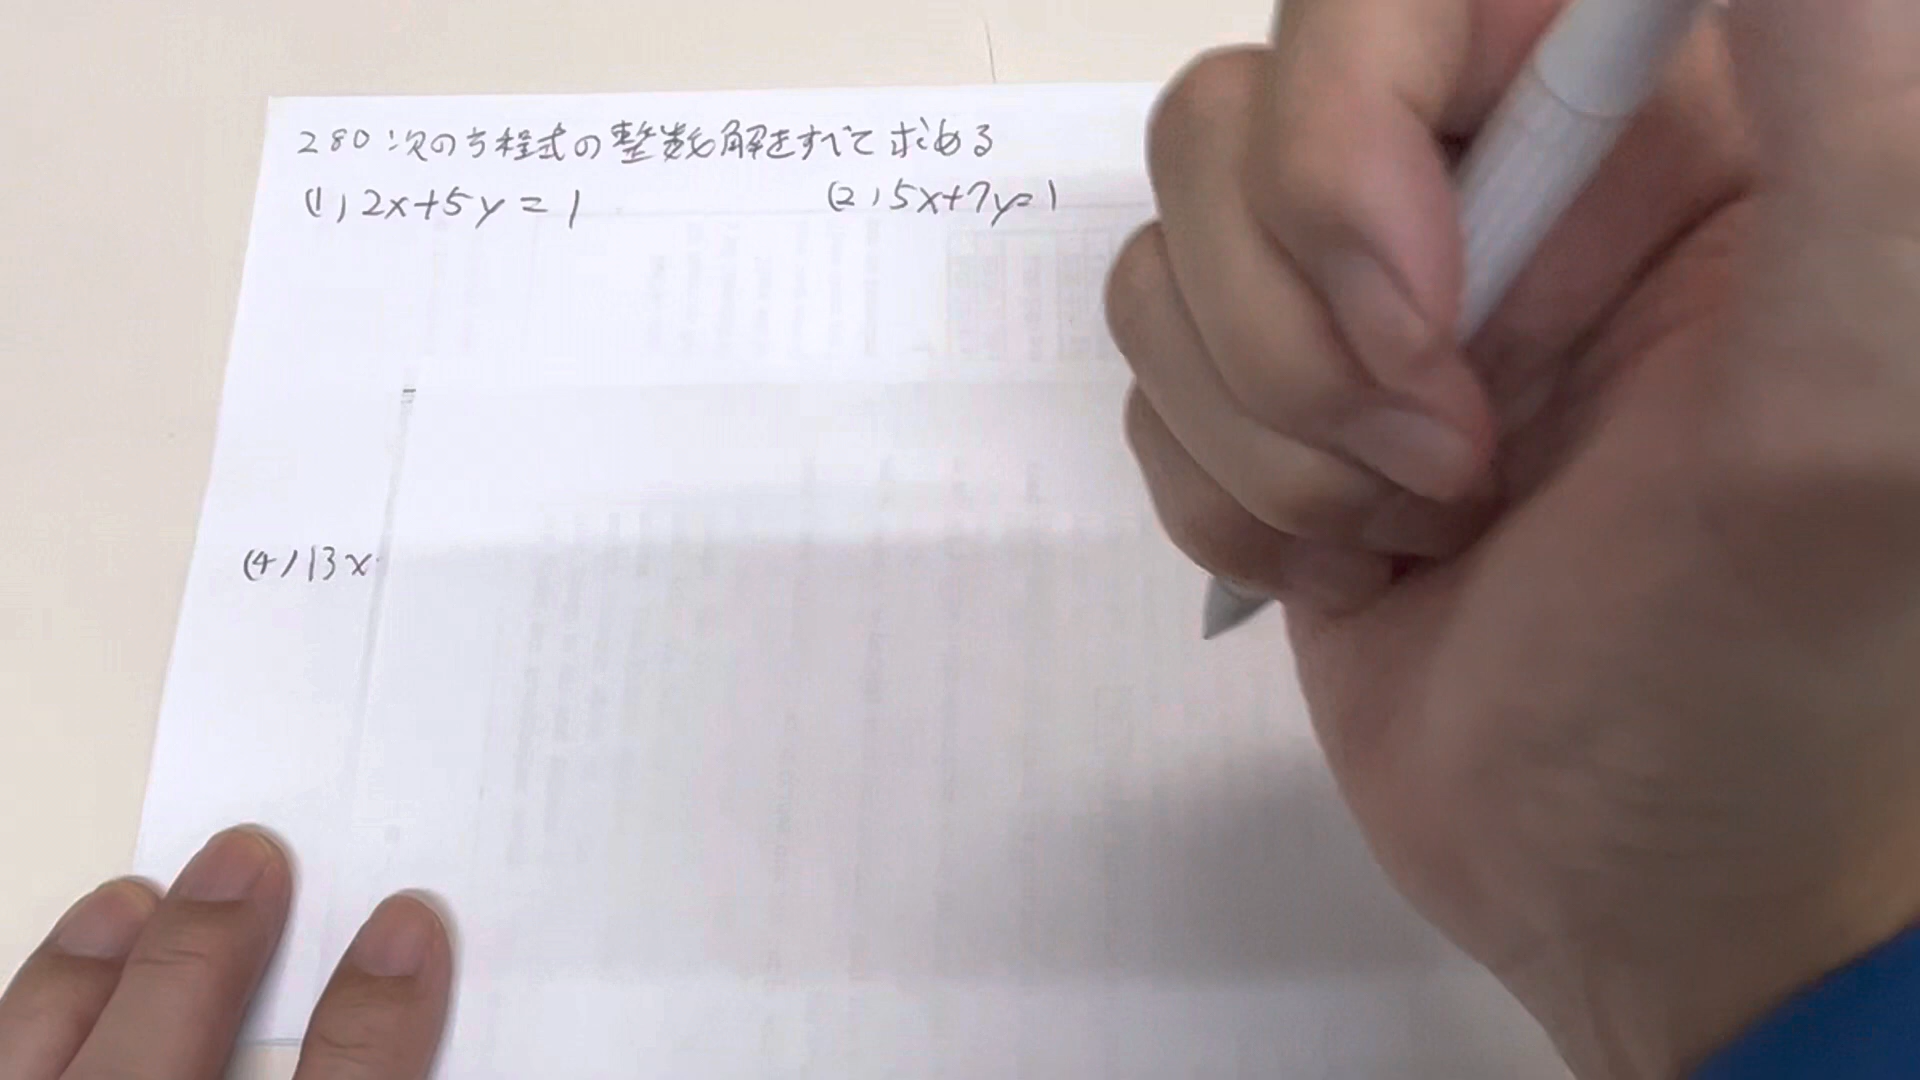 280 次の方程式の整数解をすべて求める
(1) 2x+5y=1
(2) 5x+7y=1
(4) 13x